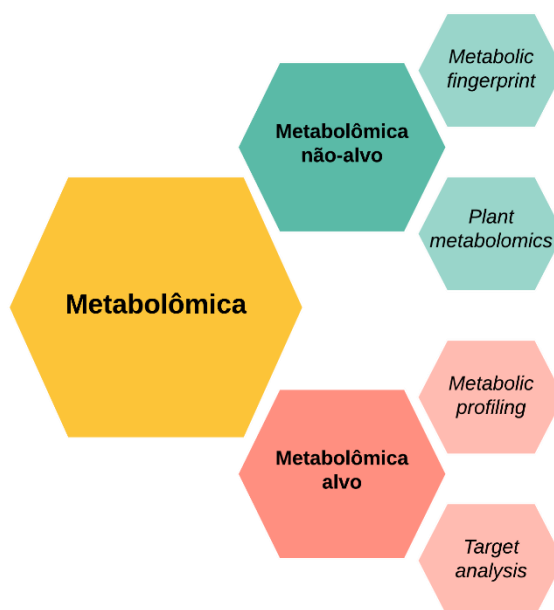 Metabolic
fingerprint
Metabolômica
não-alvo
Plant
metabolomics
Metabolômica
Metabolic
profiling
Metabolômica
alvo
Target
analysis